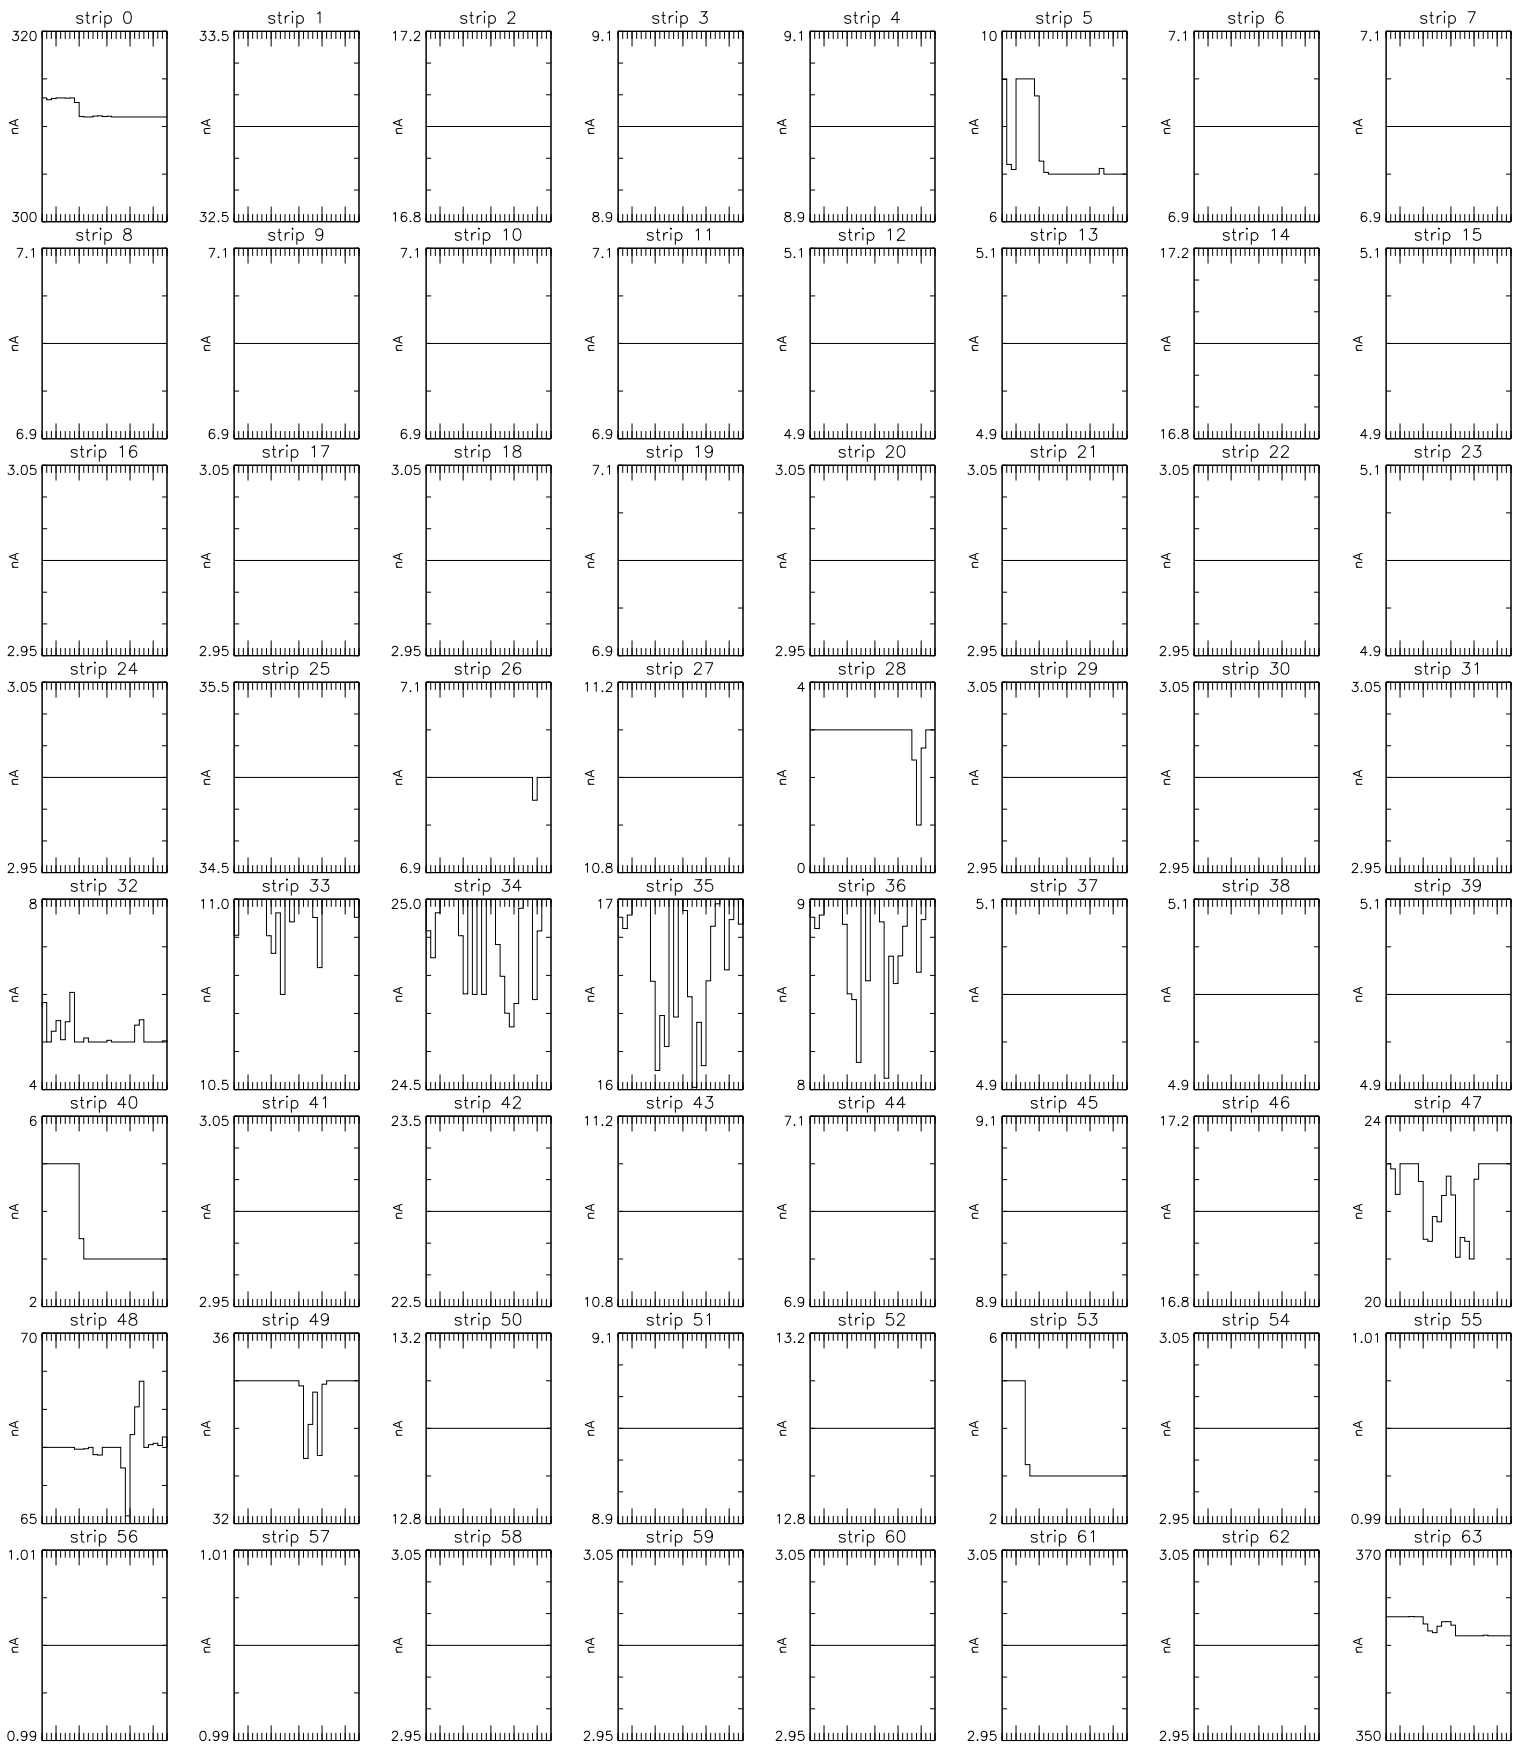 strip 0 strip 1 strip 2 strip 3 strip 4 strip 5 strip 6 strip 7
320 33.5 17.2 9.1 9.1 10 7.1 7.1
nA nA nA nA nA nA nA nA
300 32.5 16.8 8.9 8.9 6 6.9 6.9
strip 8 strip 9 strip 10 strip 11 strip 12 strip 13 strip 14 strip 15
7.1 7.1 7.1 7.1 5.1 5.1 17.2 5.1
nA nA nA nA nA nA nA nA
6.9 6.9 6.9 6.9 4.9 4.9 16.8 4.9
strip 16 strip 17 strip 18 strip 19 strip 20 strip 21 strip 22 strip 23
3.05 3.05 3.05 7.1 3.05 3.05 3.05 5.1
nA nA nA nA nA nA nA nA
2.95 2.95 2.95 6.9 2.95 2.95 2.95 4.9
strip 24 strip 25 strip 26 strip 27 strip 28 strip 29 strip 30 strip 31
3.05 35.5 7.1 11.2 4 3.05 3.05 3.05
nA nA nA nA nA nA nA nA
2.95 34.5 6.9 10.8 0 2.95 2.95 2.95
strip 32 strip 33 strip 34 strip 35 strip 36 strip 37 strip 38 strip 39
8 11.0 25.0 17 9 5.1 5.1 5.1
nA nA nA nA nA nA nA nA
4 10.5 24.5 16 8 4.9 4.9 4.9
strip 40 strip 41 strip 42 strip 43 strip 44 strip 45 strip 46 strip 47
6 3.05 23.5 11.2 7.1 9.1 17.2 24
nA nA nA nA nA nA nA nA
2 2.95 22.5 10.8 6.9 8.9 16.8 20
strip 48 strip 49 strip 50 strip 51 strip 52 strip 53 strip 54 strip 55
70 36 13.2 9.1 13.2 6 3.05 1.01
nA nA nA nA nA nA nA nA
65 32 12.8 8.9 12.8 2 2.95 0.99
strip 56 strip 57 strip 58 strip 59 strip 60 strip 61 strip 62 strip 63
1.01 1.01 3.05 3.05 3.05 3.05 3.05 370
nA nA nA nA nA nA nA nA
0.99 0.99 2.95 2.95 2.95 2.95 2.95 350